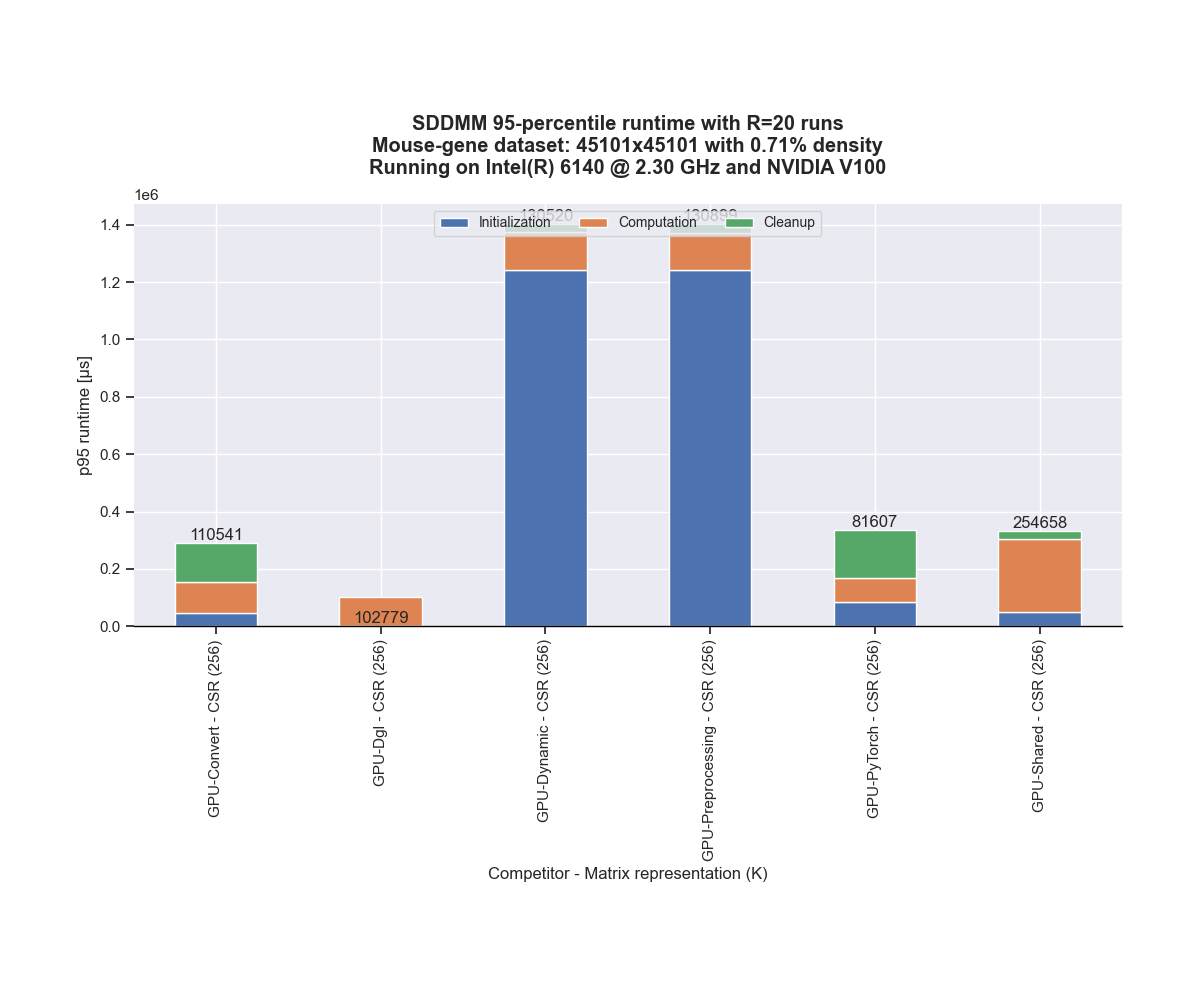 SDDMM 95-percentile runtime with R=20 runs
Mouse-gene dataset: 45101x45101 with 0.71% density
Running on Intel(R) 6140 @ 2.30 GHz and NVIDIA V100
1e6
130520
130899
Initialization
Computation
Cleanup
1.4
1.2
1.0
0.8
0.6
0.4
0.2
0.0
p95 runtime [µs]
110541
102779
81607
254658
GPU-Convert - CSR (256)
GPU-Dgl - CSR (256)
GPU-Dynamic - CSR (256)
GPU-Preprocessing - CSR (256)
GPU-PyTorch - CSR (256)
GPU-Shared - CSR (256)
Competitor - Matrix representation (K)